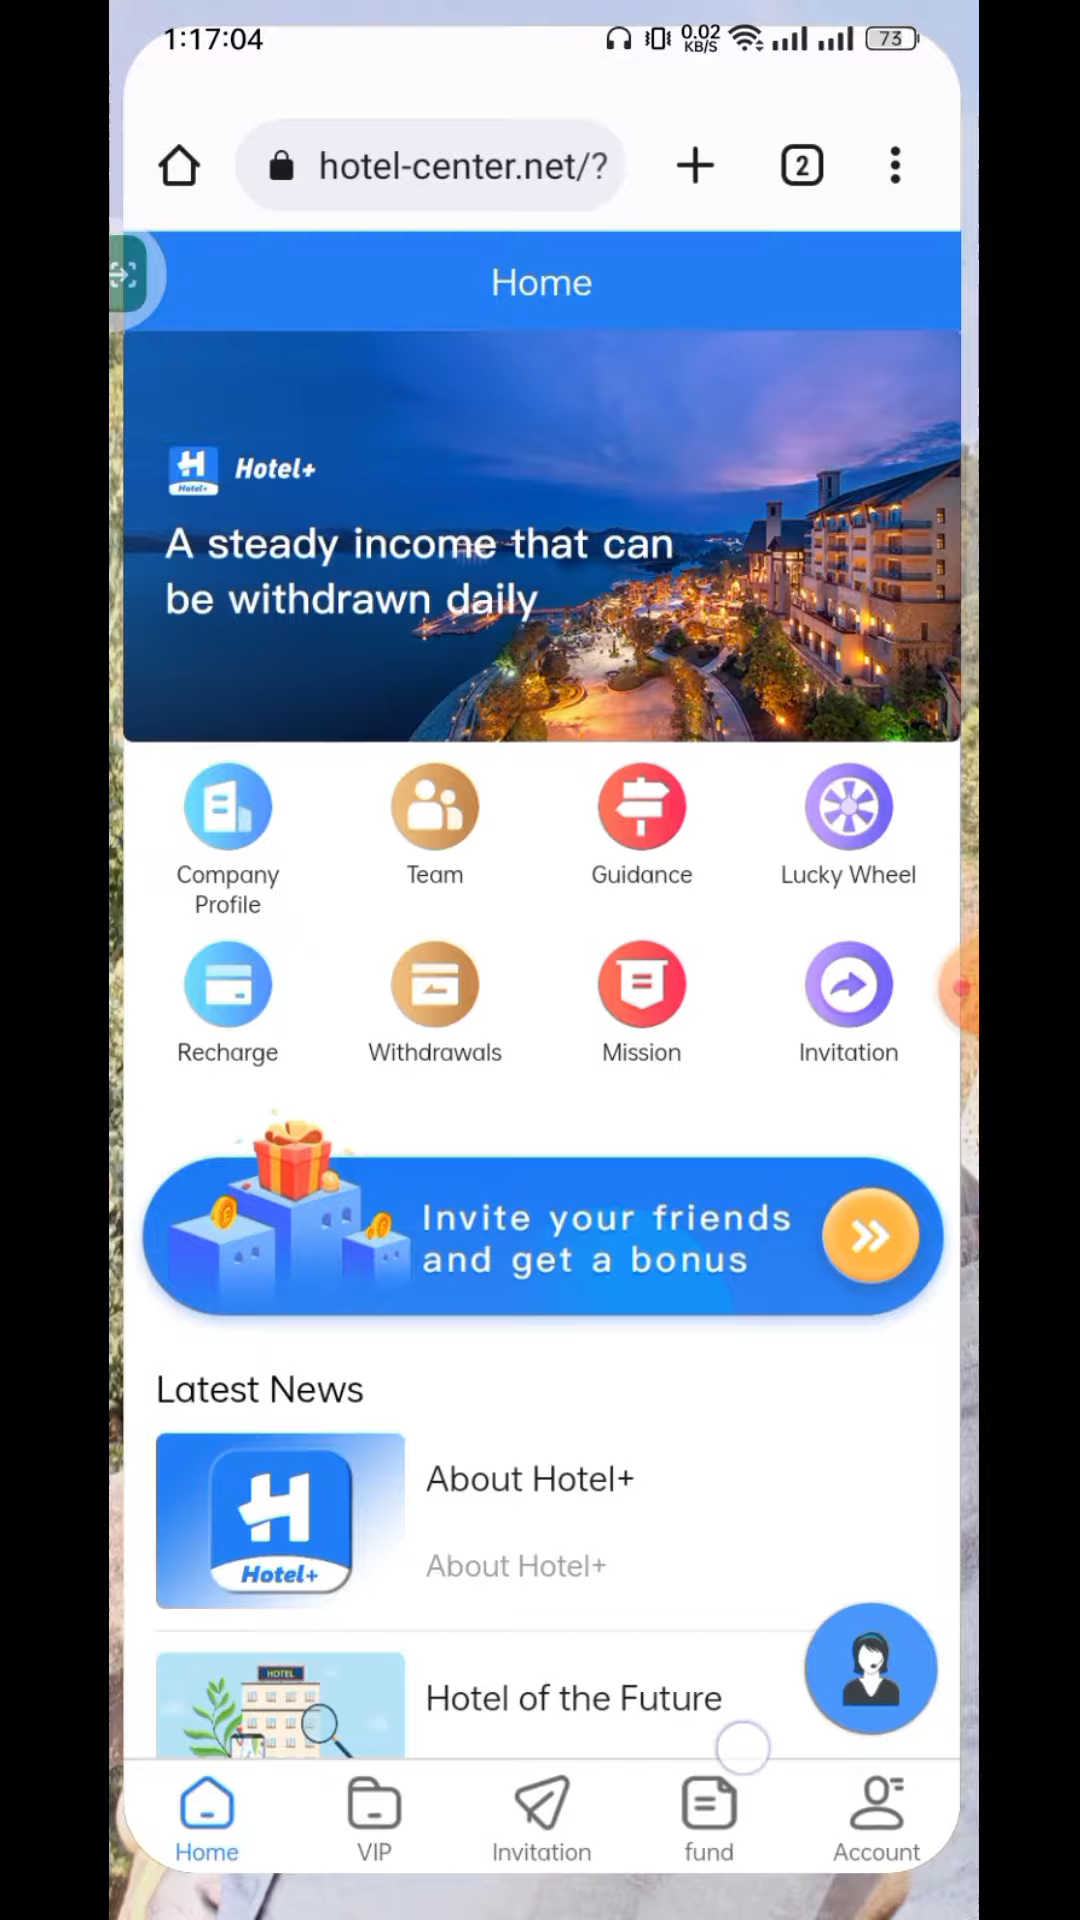 1:17:04
0.02
KB/S
73
hotel-center.net/?
2
Home
Hotel+
Hotel+
A steady income that can
be withdrawn daily
Company
Profile
Team
Guidance
Lucky Wheel
Recharge
Withdrawals
Mission
Invitation
Invite your friends
and get a bonus
Latest News
Hotel+
About Hotel+
About Hotel+
HOTEL
Hotel of the Future
Home
VIP
Invitation
fund
Account